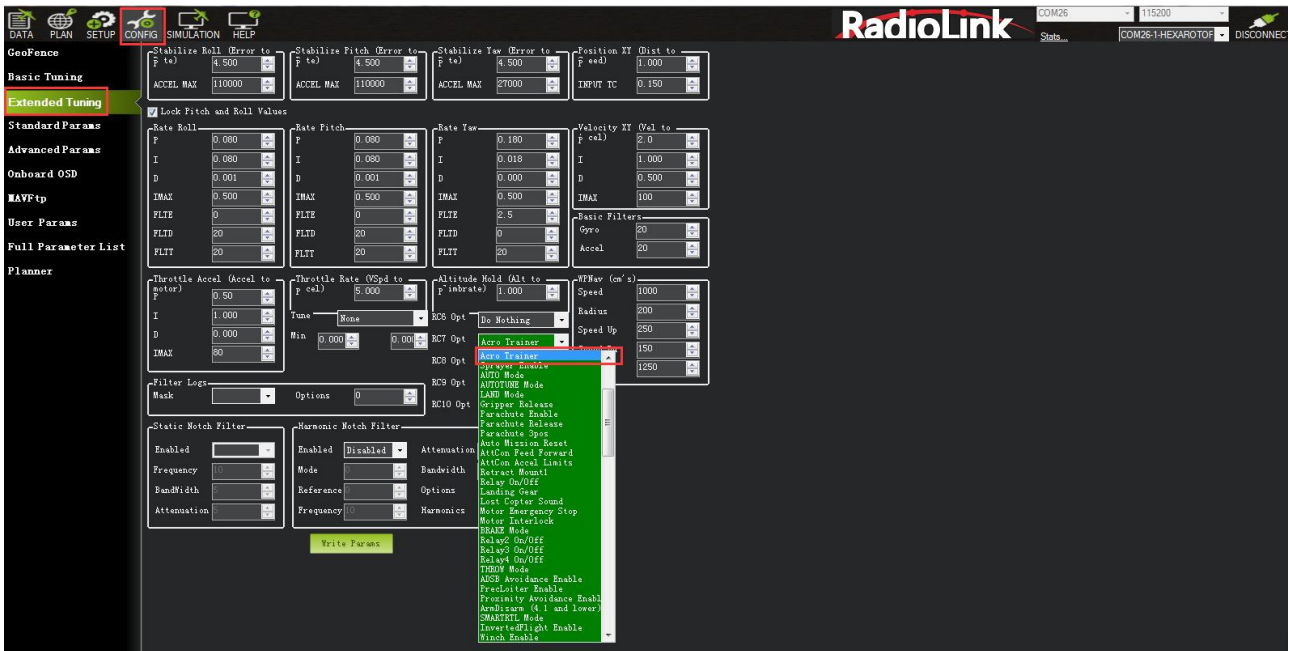 DATA PLAN SETUP CONFIG SIMULATION HELP
RadioLink
COM26 115200
Stats... COM26-1-HEXAROTOF DISCONNEC
GeoFence
Basic Tuning
Extended Tuning
Standard Params
Advanced Params
Onboard OSD
MAVFtp
User Params
Full Parameter List
Planner
Stabilize Roll (Error to
P te) 4.500
ACCEL MAX 110000
Stabilize Pitch (Error to
P te) 4.500
ACCEL MAX 110000
Stabilize Yaw (Error to
P te) 4.500
ACCEL MAX 27000
Position XY (Dist to
P eed) 1.000
INPUT TC 0.150
Lock Pitch and Roll Values
Rate Roll
P 0.080
I 0.080
D 0.001
IMAX 0.500
FLTE 0
FLTD 20
FLTT 20
Rate Pitch
P 0.080
I 0.080
D 0.001
IMAX 0.500
FLTE 0
FLTD 20
FLTT 20
Rate Yaw
P 0.180
I 0.018
D 0.000
IMAX 0.500
FLTE 2.5
FLTD 0
FLTT 20
Velocity XY (Vel to
P cel) 2.0
I 1.000
D 0.500
IMAX 100
Basic Filters
Gyro 20
Accel 20
Throttle Accel (Accel to
motor)
P 0.50
I 1.000
D 0.000
IMAX 80
Throttle Rate (VSpd to
P cel) 5.000
Tune None
Min 0.000 0.00
Altitude Hold (Alt to
P imbrate) 1.000
RC6 Opt Do Nothing
RC7 Opt Acro Trainer
RC8 Opt
RC9 Opt
RC10 Opt
WPNav (cm's)
Speed 1000
Radius 200
Speed Up 250
150
1250
Acro Trainer
Sprayer Enable
AUTO Mode
AUTOTUNE Mode
LAND Mode
Gripper Release
Parachute Enable
Parachute Release
Parachute 3pos
Auto Mission Reset
AttCon Feed Forward
AttCon Accel Limits
Retract Mount1
Relay On/Off
Landing Gear
Lost Copter Sound
Motor Emergency Stop
Motor Interlock
BRAKE Mode
Relay2 On/Off
Relay3 On/Off
Relay4 On/Off
THROW Mode
ADSB Avoidance Enable
PrecLoiter Enable
Proximity Avoidance Enabl
ArmDisarm (4.1 and lower)
SMARTRTL Mode
InvertedFlight Enable
Winch Enable
Filter Logs
Mask Options 0
Static Notch Filter
Enabled
Frequency 10
BandWidth 5
Attenuation 5
Harmonic Notch Filter
Enabled Disabled Attenuation
Mode 0 Bandwidth
Reference 0 Options
Frequency 10 Harmonics
Write Params